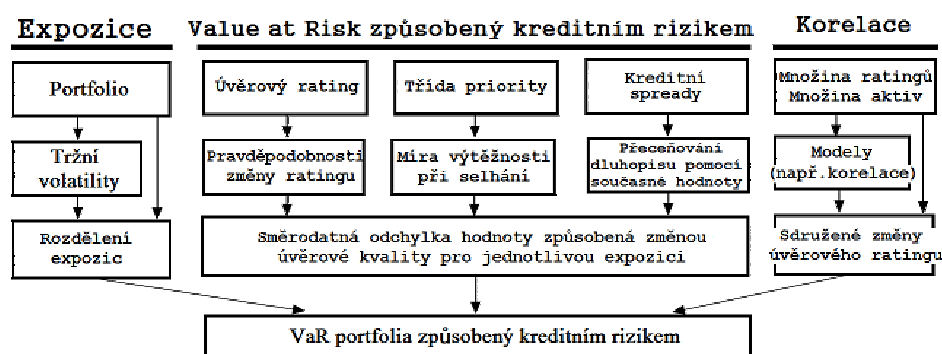 Expozice
Value at Risk způsobený kreditním rizikem
Korelace
Portfolio
Tržní
volatility
Rozdělení
expozic
Úvěrový rating
Pravděpodobnosti
změny ratingu
Třída priority
Míra výtěžnosti
při selhání
Kreditní
spready
Přeceňování
dluhopisu pomocí
současné hodnoty
Směrodatná odchylka hodnoty způsobená změnou
úvěrové kvality pro jednotlivou expozici
Množina ratingů
Množina aktiv
Modely
(např.korelace)
Sdružené změny
úvěrového ratingu
VaR portfolia způsobený kreditním rizikem